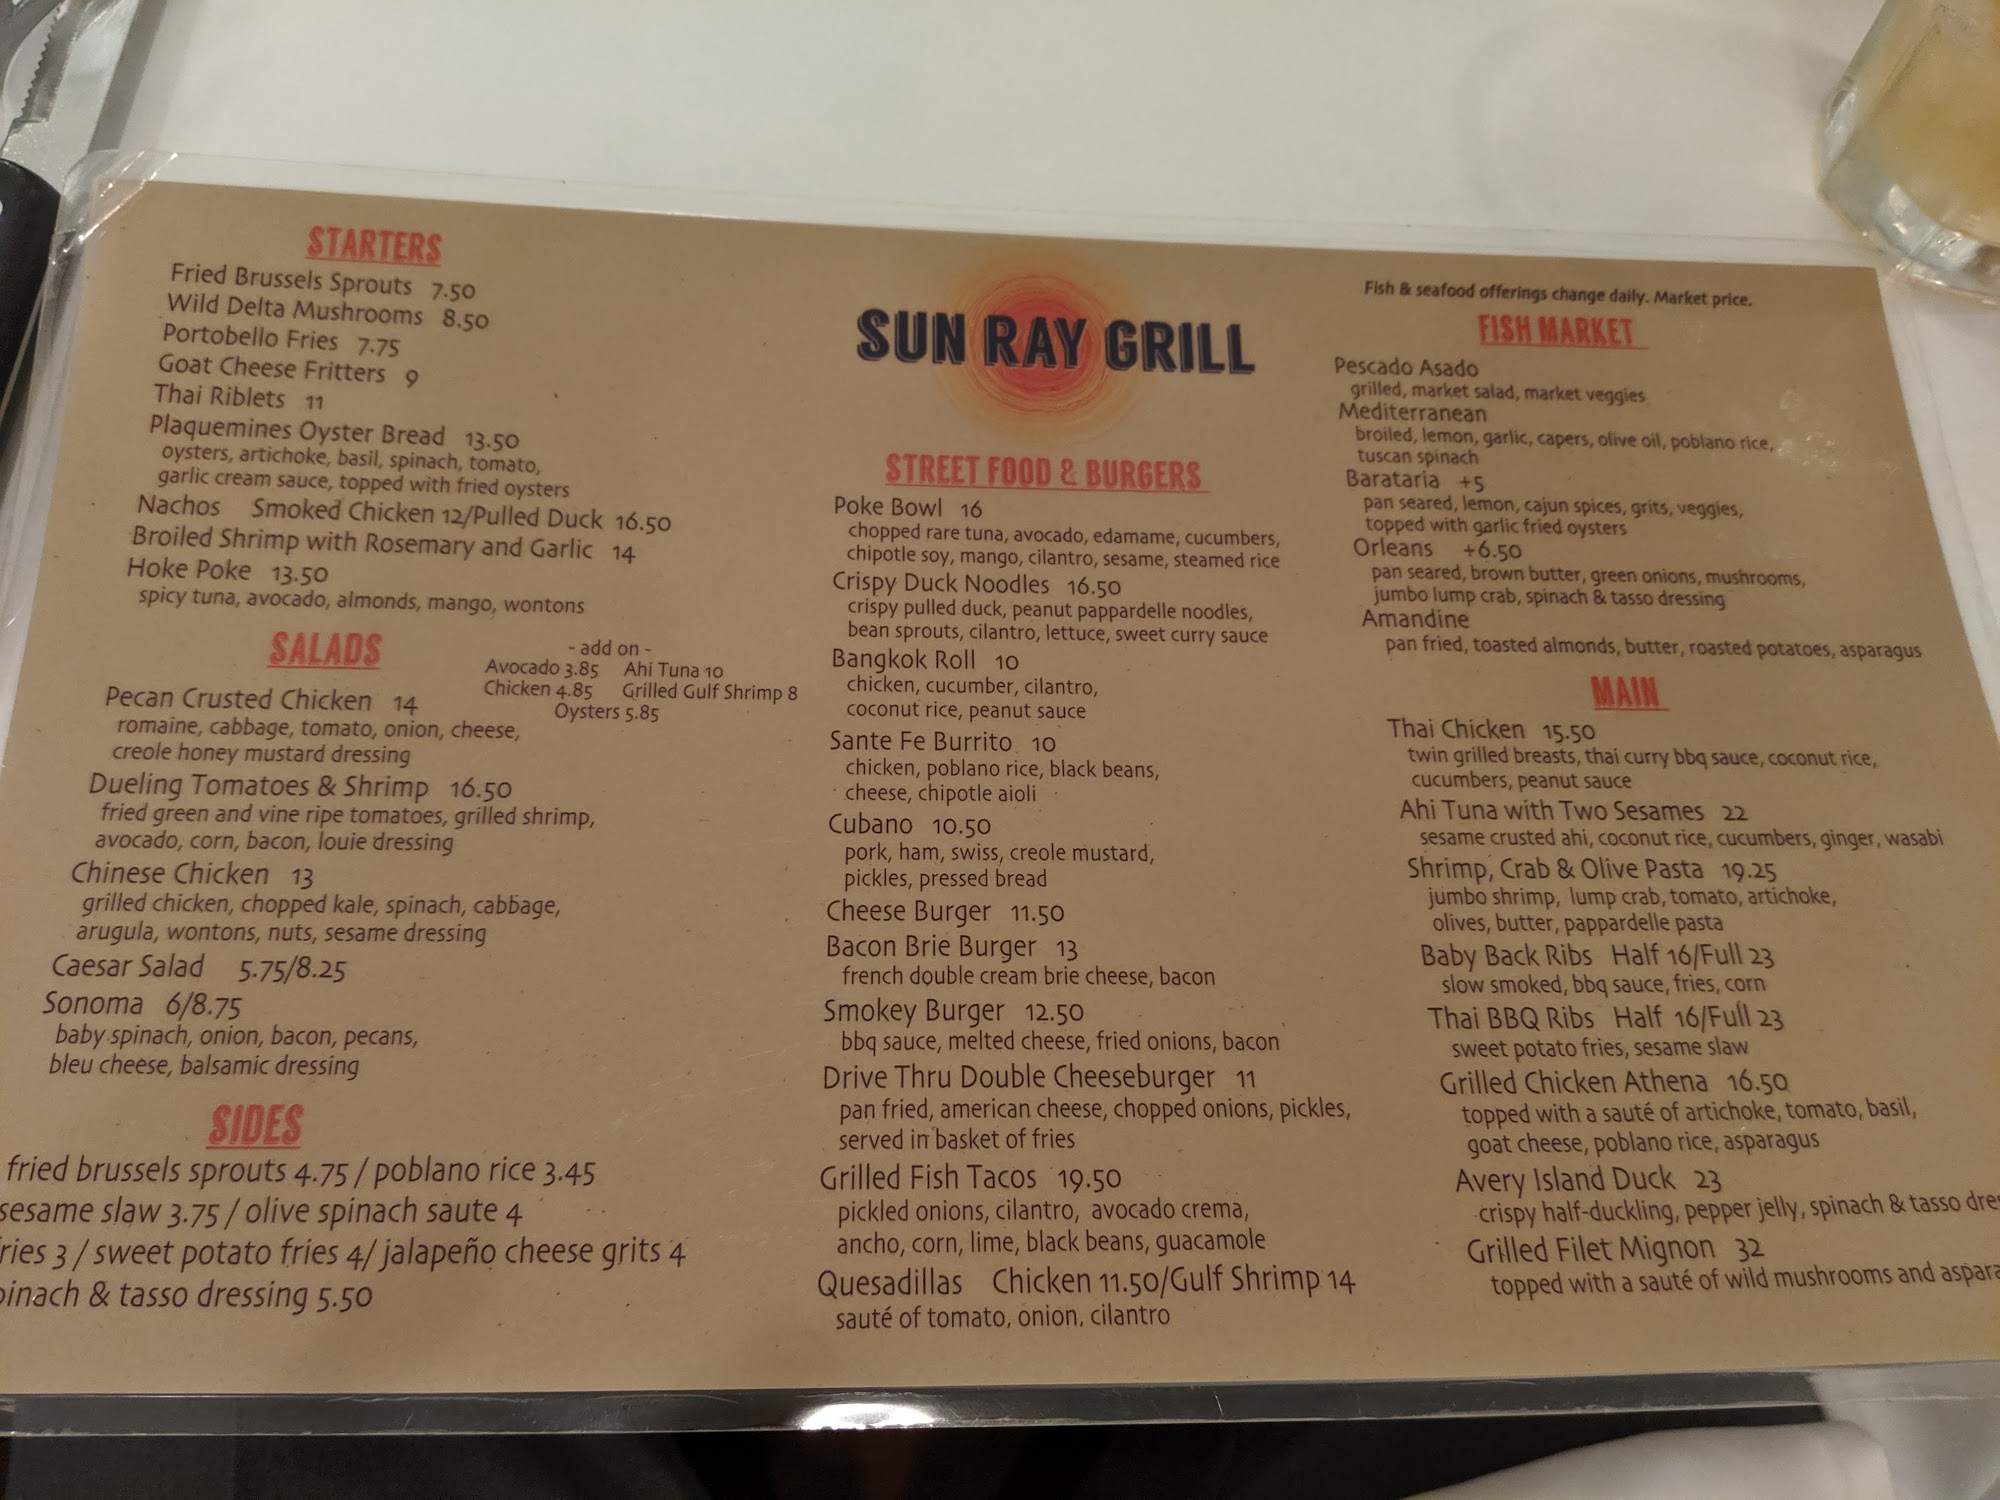 STARTERS
Fried Brussels Sprouts 7.50
Wild Delta Mushrooms 8.50
Portobello Fries 7.75
Goat Cheese Fritters 9
Thai Riblets 11
Plaquemines Oyster Bread 13.50
oysters, artichoke, basil, spinach, tomato,
garlic cream sauce, topped with fried oysters
Nachos Smoked Chicken 12/Pulled Duck 16.50
Broiled Shrimp with Rosemary and Garlic 14
Hoke Poke 13.50
spicy tuna, avocado, almonds, mango, wontons
SALADS
- add on -
Avocado 3.85 Ahi Tuna 10
Chicken 4.85 Grilled Gulf Shrimp 8
Oysters 5.85
Pecan Crusted Chicken 14
romaine, cabbage, tomato, onion, cheese,
creole honey mustard dressing
Dueling Tomatoes & Shrimp 16.50
fried green and vine ripe tomatoes, grilled shrimp,
avocado, corn, bacon, louie dressing
Chinese Chicken 13
grilled chicken, chopped kale, spinach, cabbage,
arugula, wontons, nuts, sesame dressing
Caesar Salad 5.75/8.25
Sonoma 6/8.75
baby spinach, onion, bacon, pecans,
bleu cheese, balsamic dressing
SIDES
fried brussels sprouts 4.75 / poblano rice 3.45
sesame slaw 3.75 / olive spinach saute 4
ries 3 / sweet potato fries 4/ jalapeño cheese grits 4
pinach & tasso dressing 5.50
SUN RAY GRILL
STREET FOOD & BURGERS
Poke Bowl 16
chopped rare tuna, avocado, edamame, cucumbers,
chipotle soy, mango, cilantro, sesame, steamed rice
Crispy Duck Noodles 16.50
crispy pulled duck, peanut pappardelle noodles,
bean sprouts, cilantro, lettuce, sweet curry sauce
Bangkok Roll 10
chicken, cucumber, cilantro,
coconut rice, peanut sauce
Sante Fe Burrito 10
chicken, poblano rice, black beans,
cheese, chipotle aioli
Cubano 10.50
pork, ham, swiss, creole mustard,
pickles, pressed bread
Cheese Burger 11.50
Bacon Brie Burger 13
french double cream brie cheese, bacon
Smokey Burger 12.50
bbq sauce, melted cheese, fried onions, bacon
Drive Thru Double Cheeseburger 11
pan fried, american cheese, chopped onions, pickles,
served in basket of fries
Grilled Fish Tacos 19.50
pickled onions, cilantro, avocado crema,
ancho, corn, lime, black beans, guacamole
Quesadillas Chicken 11.50/Gulf Shrimp 14
sauté of tomato, onion, cilantro
Fish & seafood offerings change daily. Market price.
FISH MARKET
Pescado Asado
grilled, market salad, market veggies
Mediterranean
broiled, lemon, garlic, capers, olive oil, poblano rice,
tuscan spinach
Barataria +5
pan seared, lemon, cajun spices, grits, veggies,
topped with garlic fried oysters
Orleans +6.50
pan seared, brown butter, green onions, mushrooms,
jumbo lump crab, spinach & tasso dressing
Amandine
pan fried, toasted almonds, butter, roasted potatoes, asparagus
MAIN
Thai Chicken 15.50
twin grilled breasts, thai curry bbq sauce, coconut rice,
cucumbers, peanut sauce
Ahi Tuna with Two Sesames 22
sesame crusted ahi, coconut rice, cucumbers, ginger, wasabi
Shrimp, Crab & Olive Pasta 19.25
jumbo shrimp, lump crab, tomato, artichoke,
olives, butter, pappardelle pasta
Baby Back Ribs Half 16/Full 23
slow smoked, bbq sauce, fries, corn
Thai BBQ Ribs Half 16/Full 23
sweet potato fries, sesame slaw
Grilled Chicken Athena 16.50
topped with a sauté of artichoke, tomato, basil,
goat cheese, poblano rice, asparagus
Avery Island Duck 23
crispy half-duckling, pepper jelly, spinach & tasso dre
Grilled Filet Mignon 32
topped with a sauté of wild mushrooms and aspara